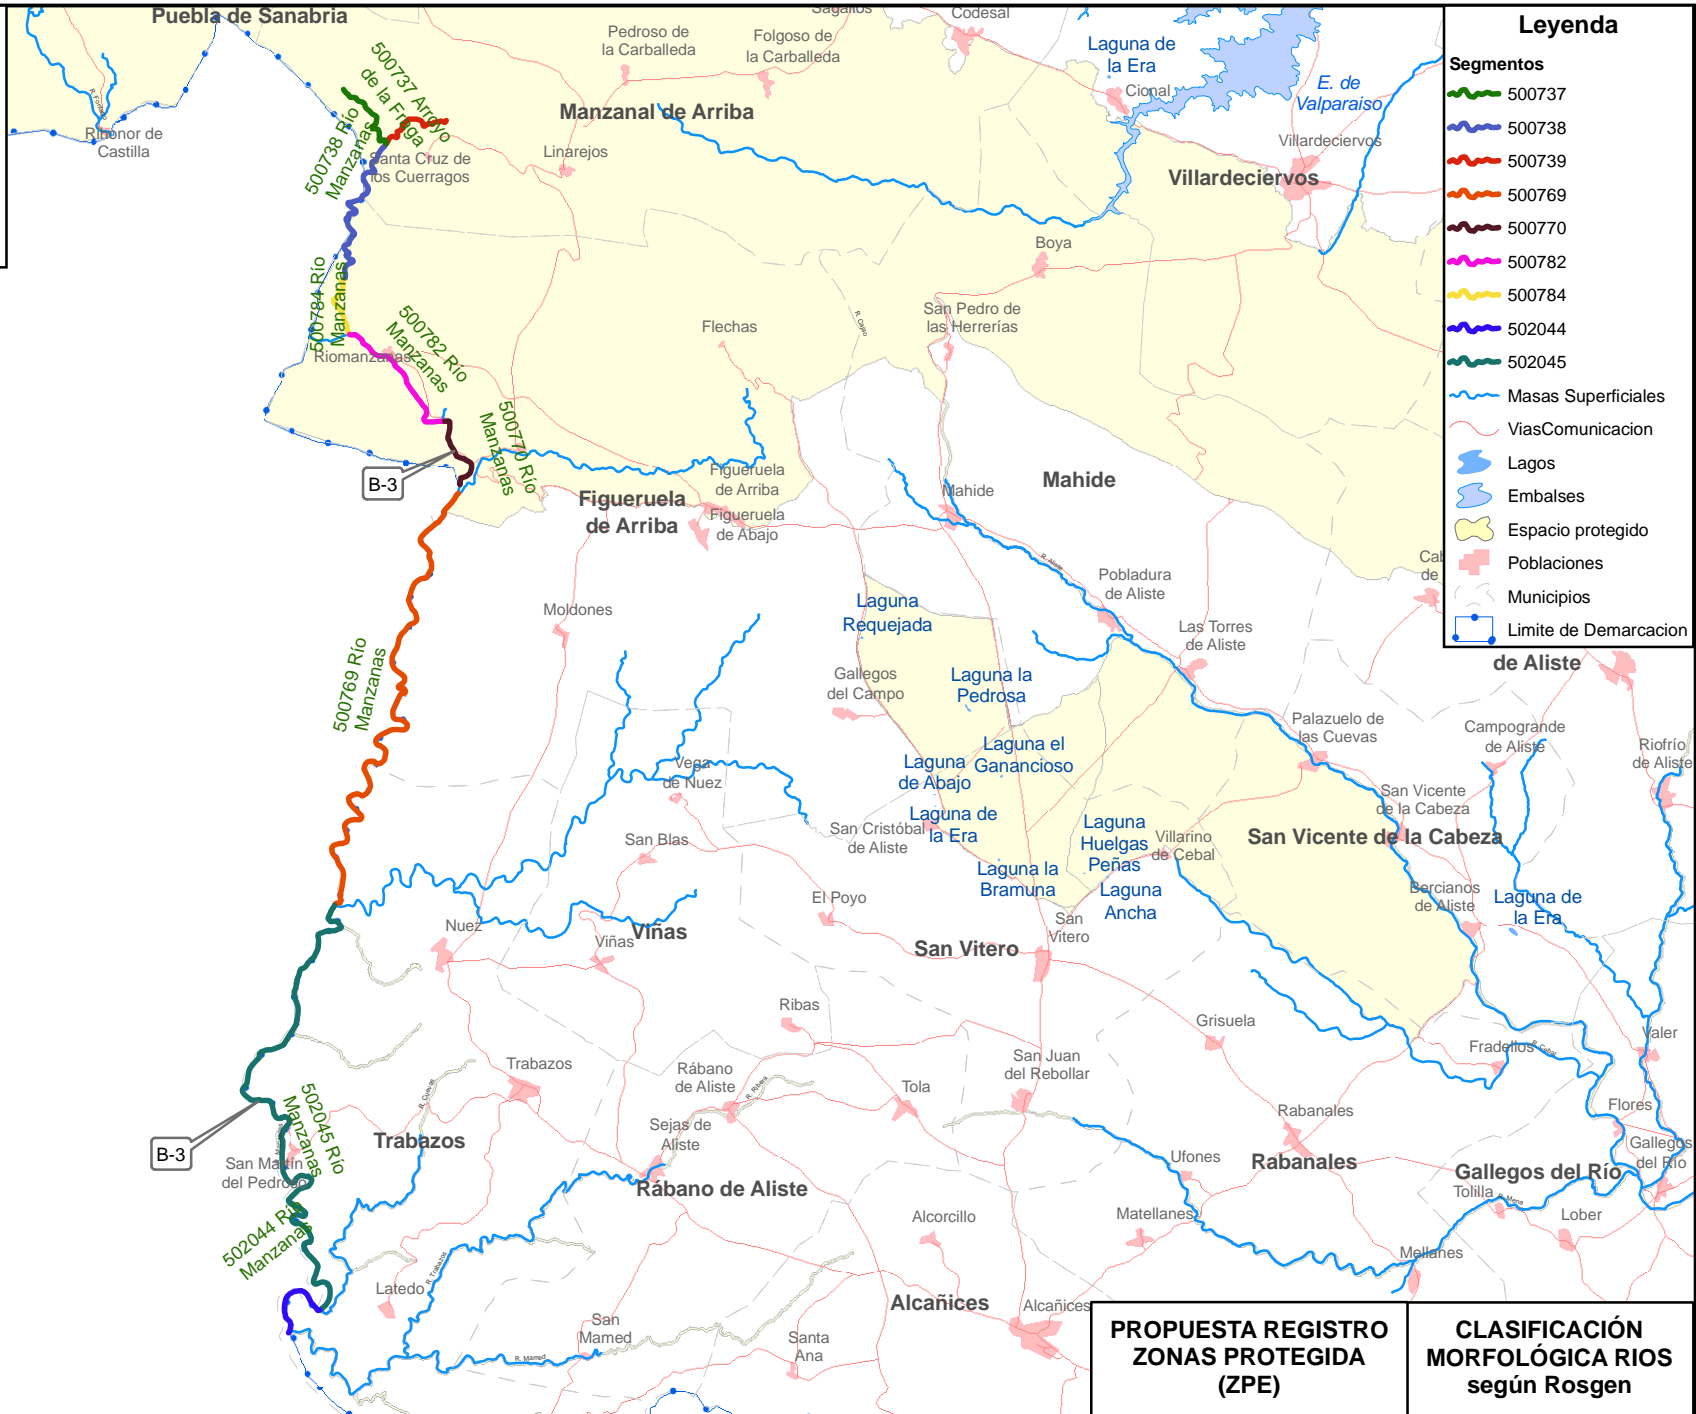 Puebla de Sanabria
Sagallos
Codesal
Pedroso de
la Carballeda
Folgoso de
la Carballeda
Laguna de
la Era
Cional
E. de
Valparaiso
Manzanal de Arriba
R. Fontano
Rihonor de
Castilla
500737 Arroyo
de la Fraga
500738 Río
Manzanas
Santa Cruz de
los Cuerragos
Linarejos
Villardeciervos
Villardeciervos
Boya
500784 Río
Manzanas
500782 Río
Manzanas
Riomanzanas
Flechas
R. Cajio
San Pedro de
las Herrerías
500770 Río
Manzanas
B-3
Figueruela
de Arriba
Figueruela
de Arriba
Figueruela
de Abajo
Mahide
Mahide
R. Aliste
Pobladura
de Aliste
Las Torres
de Aliste
Moldones
500769 Río
Manzanas
Laguna
Requejada
Gallegos
del Campo
Laguna la
Pedrosa
Laguna el
Ganancioso
Laguna
de Abajo
Laguna de
la Era
Palazuelo de
las Cuevas
Campogrande
de Aliste
de Aliste
Riofrío
de Aliste
Vega
de Nuez
San Blas
San Cristóbal
de Aliste
Laguna
Huelgas
Peñas
Villarino
de Cebal
San Vicente
de la Cabeza
San Vicente de la Cabeza
Laguna la
Bramuna
Laguna
Ancha
Bercianos
de Aliste
Laguna de
la Era
El Poyo
San
Vitero
San Vitero
Nuez
Viñas
Viñas
Ribas
Grisuela
Trabazos
Rábano
de Aliste
R. Ribera
Tola
San Juan
del Rebollar
Fradellos
R. Cebal
Valer
Flores
Rabanales
Rabanales
Gallegos
del Río
Gallegos del Río
R. Cuevas
Trabazos
Sejas de
Aliste
B-3
502045 Río
Manzanas
San Martín
del Pedroso
Rábano de Aliste
Ufones
Tolilla
R. Mena
Lober
Matellanes
Alcorcillo
Mellanes
502044 Río
Manzanas
R. Trabazos
Latedo
Alcañices
Alcañices
San
Mamed
R. Mamed
Santa
Ana
Leyenda
Segmentos
500737
500738
500739
500769
500770
500782
500784
502044
502045
Masas Superficiales
ViasComunicacion
Lagos
Embalses
Espacio protegido
Poblaciones
Municipios
Limite de Demarcacion
PROPUESTA REGISTRO
ZONAS PROTEGIDA
(ZPE)
CLASIFICACIÓN
MORFOLÓGICA RIOS
según Rosgen